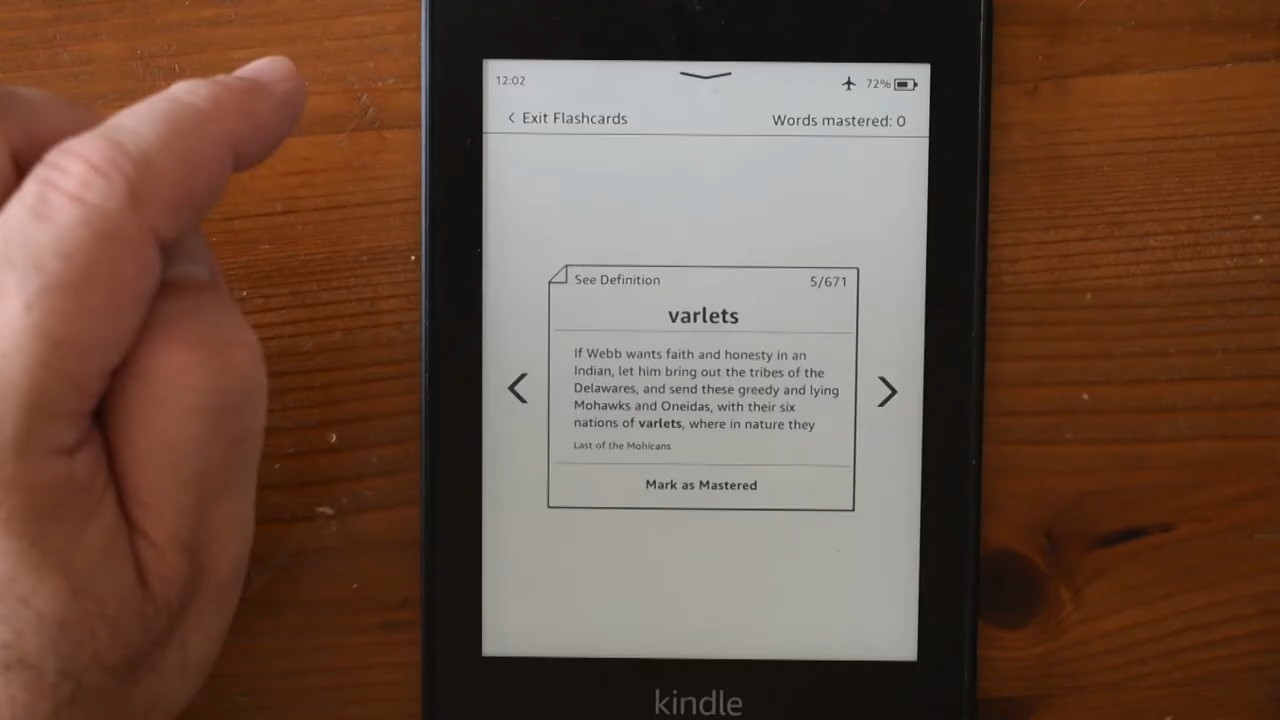 12:02
72%
< Exit Flashcards
Words mastered: 0
See Definition
5/671
varlets
If Webb wants faith and honesty in an
Indian, let him bring out the tribes of the
Delawares, and send these greedy and lying
Mohawks and Oneidas, with their six
nations of varlets, where in nature they
Last of the Mohicans
Mark as Mastered
kindle